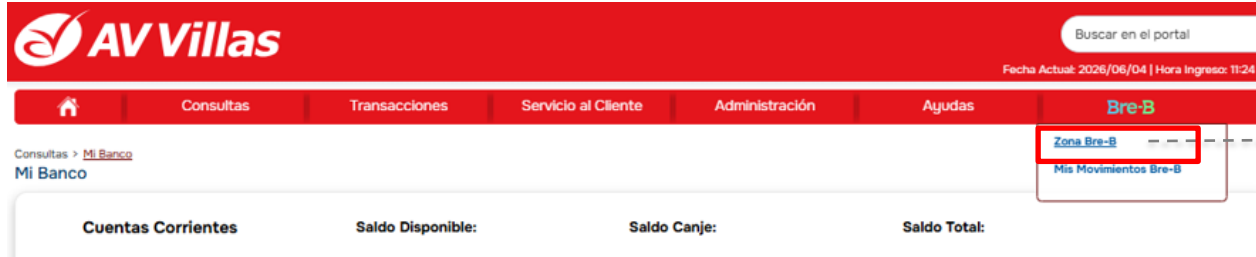 AV Villas
Buscar en el portal
Fecha Actual: 2026/06/04 | Hora Ingreso: 11:24
Consultas Transacciones Servicio al Cliente Administración Ayudas Bre-B
Zona Bre-B
Mis Movimientos Bre-B
Consultas > Mi Banco
Mi Banco
Cuentas Corrientes Saldo Disponible: Saldo Canje: Saldo Total: